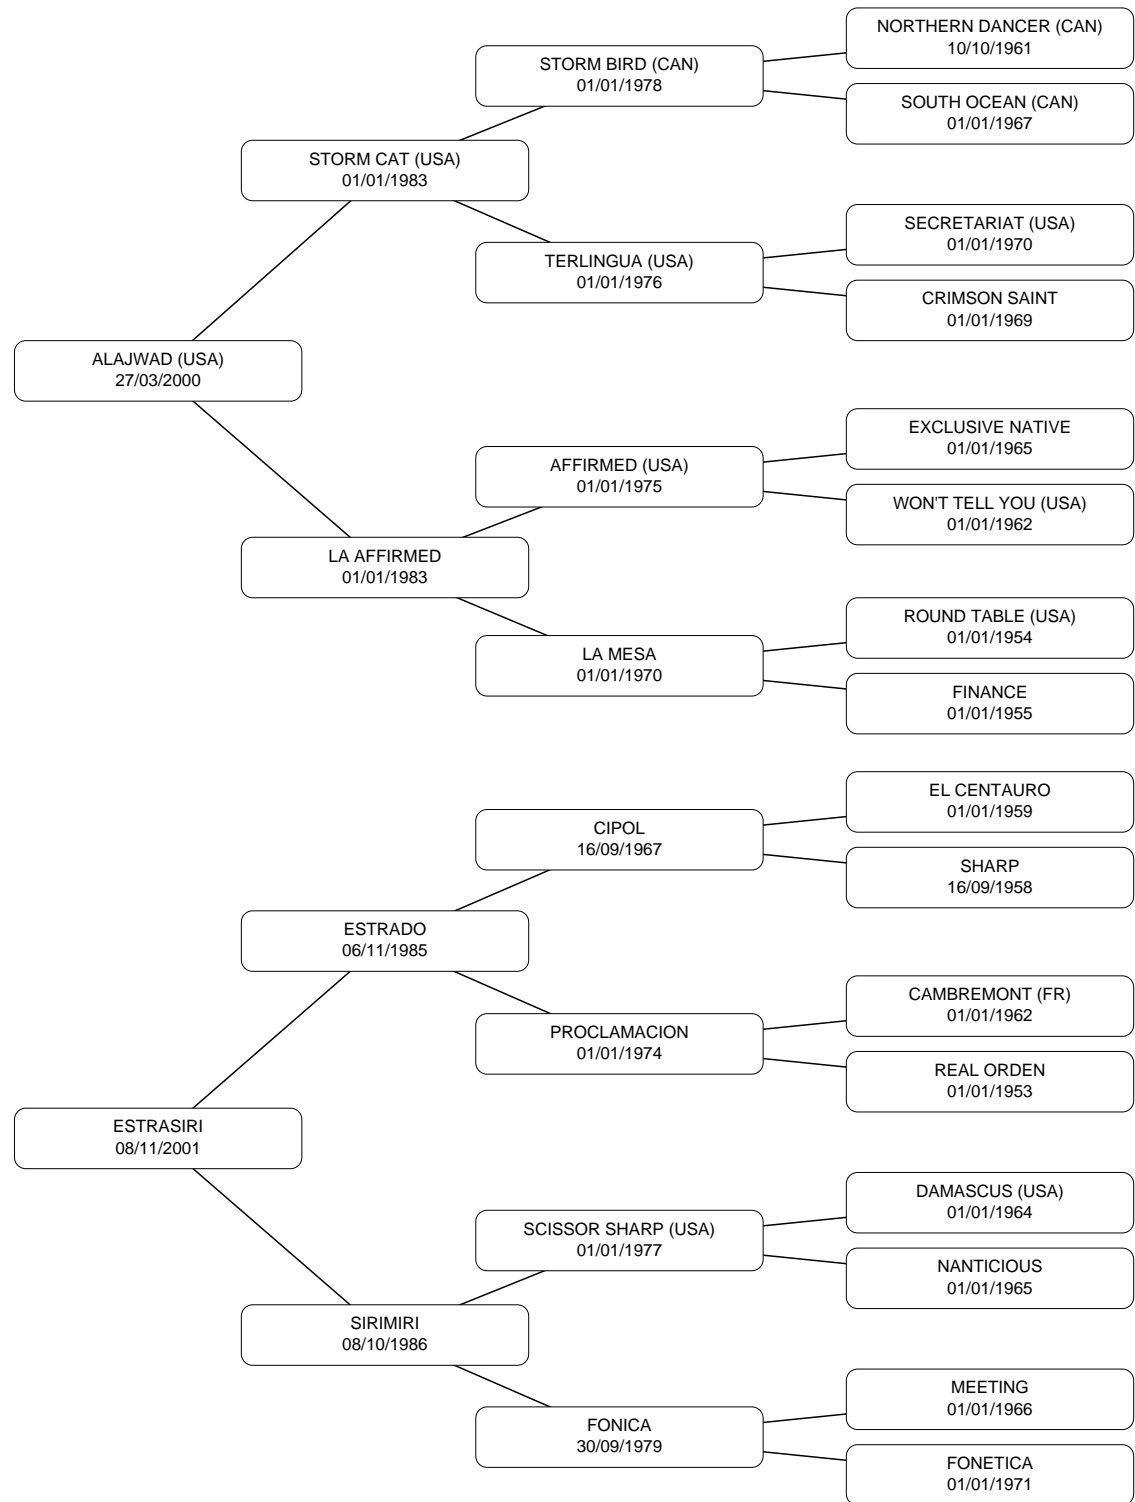 NORTHERN DANCER (CAN)
10/10/1961
STORM BIRD (CAN)
01/01/1978
SOUTH OCEAN (CAN)
01/01/1967
STORM CAT (USA)
01/01/1983
SECRETARIAT (USA)
01/01/1970
TERLINGUA (USA)
01/01/1976
CRIMSON SAINT
01/01/1969
ALAJWAD (USA)
27/03/2000
EXCLUSIVE NATIVE
01/01/1965
AFFIRMED (USA)
01/01/1975
WON'T TELL YOU (USA)
01/01/1962
LA AFFIRMED
01/01/1983
ROUND TABLE (USA)
01/01/1954
LA MESA
01/01/1970
FINANCE
01/01/1955
EL CENTAURO
01/01/1959
CIPOL
16/09/1967
SHARP
16/09/1958
ESTRADO
06/11/1985
CAMBREMONT (FR)
01/01/1962
PROCLAMACION
01/01/1974
REAL ORDEN
01/01/1953
ESTRASIRI
08/11/2001
DAMASCUS (USA)
01/01/1964
SCISSOR SHARP (USA)
01/01/1977
NANTICIOUS
01/01/1965
SIRIMIRI
08/10/1986
MEETING
01/01/1966
FONICA
30/09/1979
FONETICA
01/01/1971